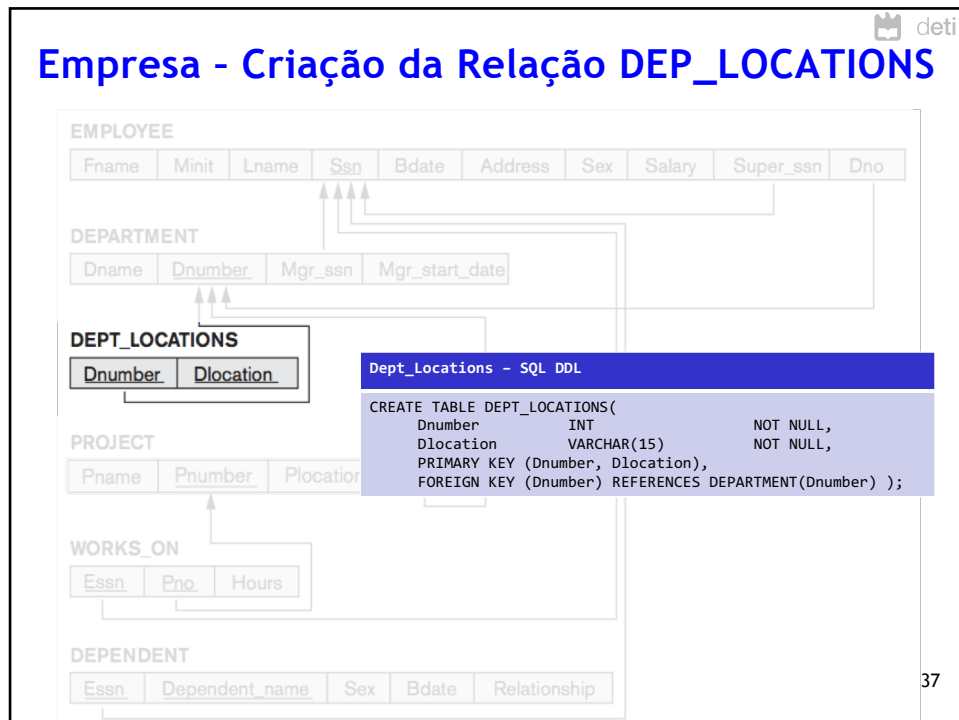 deti
Empresa – Criação da Relação DEP_LOCATIONS
EMPLOYEE
Fname Minit Lname Ssn Bdate Address Sex Salary Super_ssn Dno
DEPARTMENT
Dname Dnumber Mgr_ssn Mgr_start_date
DEPT_LOCATIONS
Dnumber Dlocation
Dept_Locations – SQL DDL
CREATE TABLE DEPT_LOCATIONS(
Dnumber INT NOT NULL,
Dlocation VARCHAR(15) NOT NULL,
PRIMARY KEY (Dnumber, Dlocation),
FOREIGN KEY (Dnumber) REFERENCES DEPARTMENT(Dnumber) );
PROJECT
Pname Pnumber Plocation
WORKS_ON
Essn Pno Hours
DEPENDENT
Essn Dependent_name Sex Bdate Relationship
37